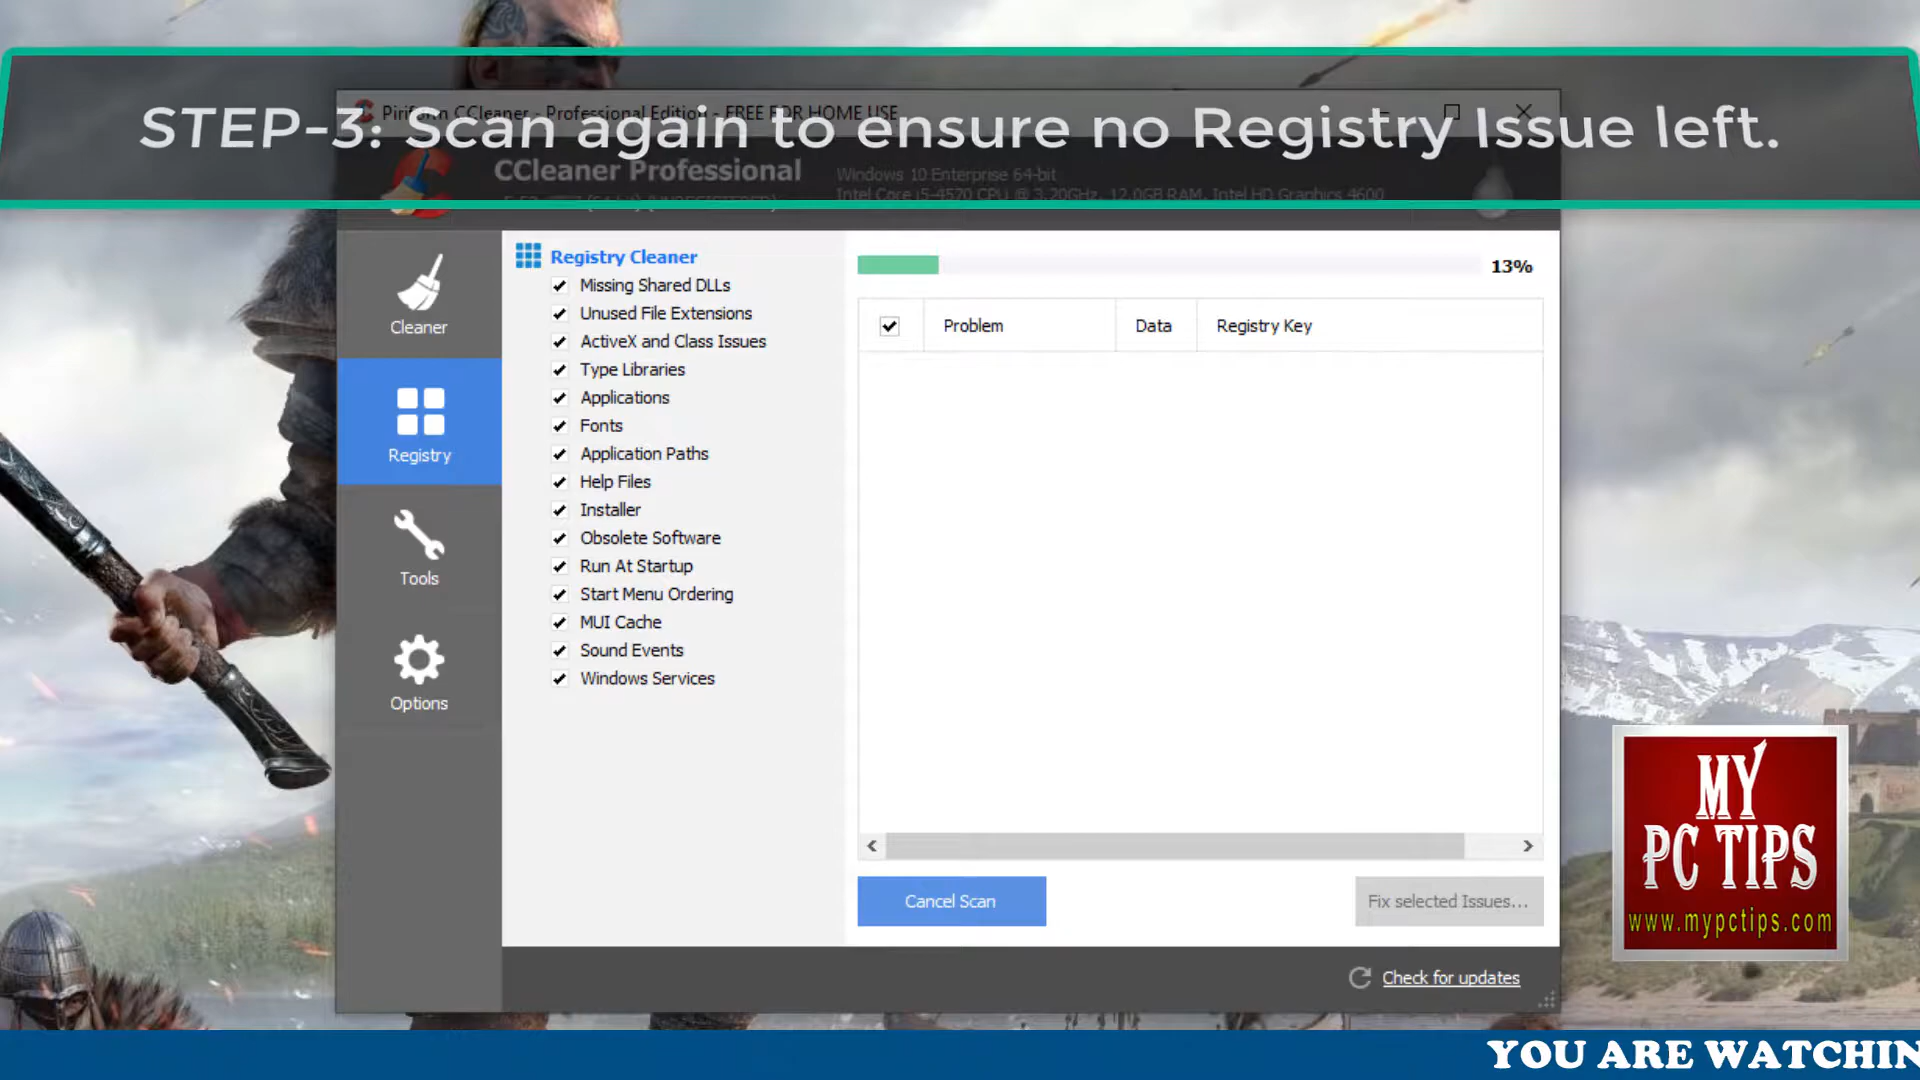 STEP-3: Scan again to ensure no Registry Issue left.
Piriform CCleaner - Professional Edition - FREE FOR HOME USE
CCleaner Professional
Windows 10 Enterprise 64-bit
Intel Core i5-4570 CPU @ 3.20GHz, 12.0GB RAM, Intel HD Graphics 4600
Cleaner
Registry
Tools
Options
Registry Cleaner
Missing Shared DLLs
Unused File Extensions
ActiveX and Class Issues
Type Libraries
Applications
Fonts
Application Paths
Help Files
Installer
Obsolete Software
Run At Startup
Start Menu Ordering
MUI Cache
Sound Events
Windows Services
13%
Problem Data Registry Key
Cancel Scan
Fix selected Issues...
Check for updates
MY
PC TIPS
www.mypctips.com
YOU ARE WATCHIN